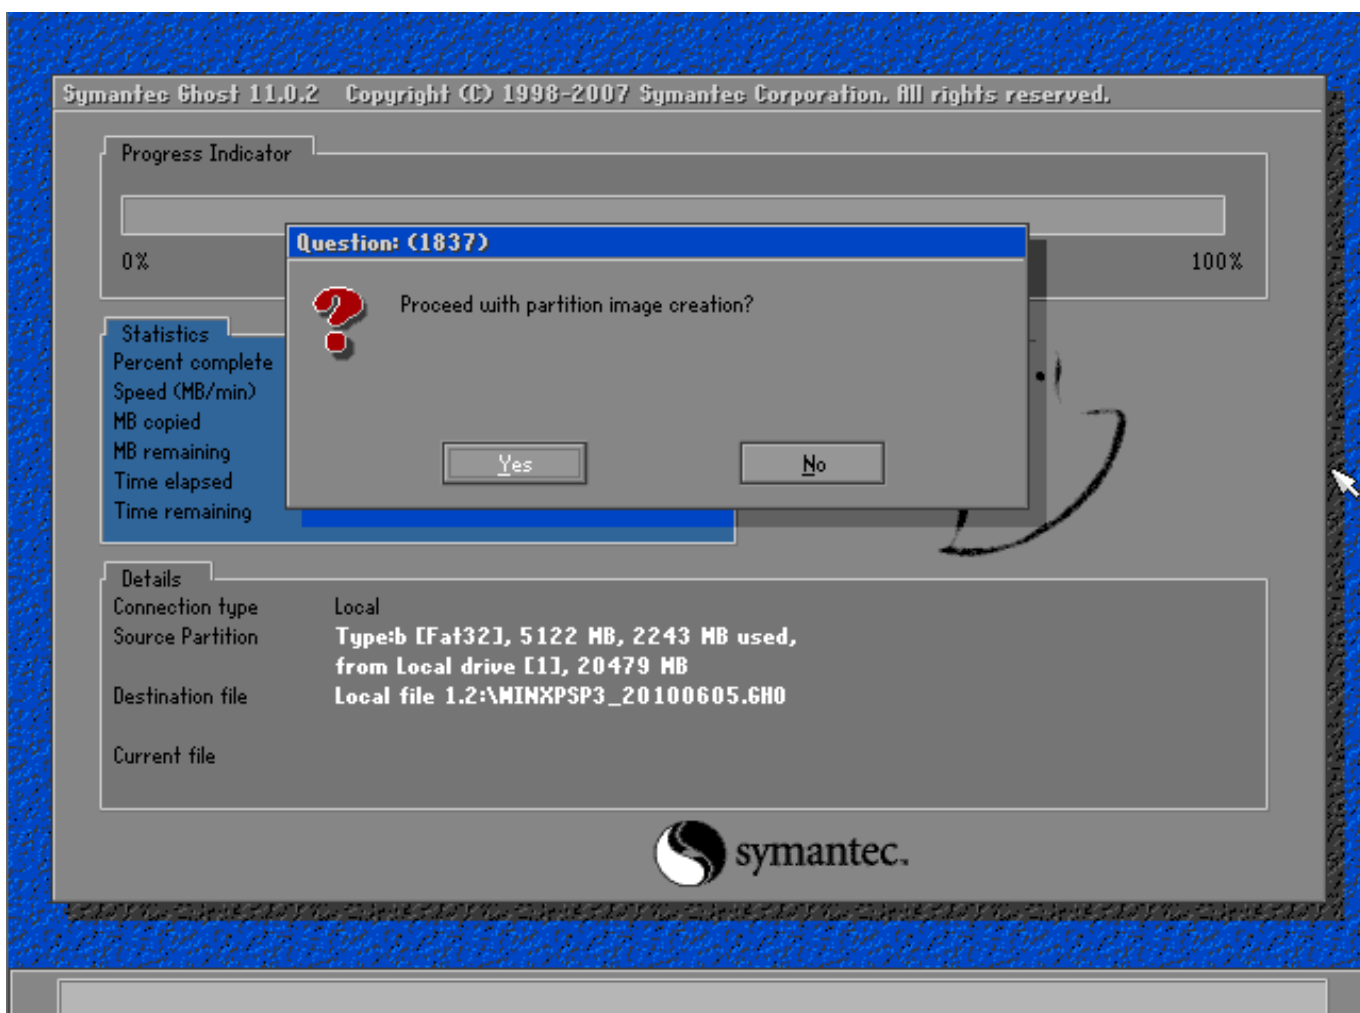 Symantec Ghost 11.0.2 Copyright (C) 1998-2007 Symantec Corporation. All rights reserved.
Progress Indicator
0%
100%
Question: (1837)
Proceed with partition image creation?
Yes
No
Statistics
Percent complete
Speed (MB/min)
MB copied
MB remaining
Time elapsed
Time remaining
Details
Connection type Local
Source Partition Type:b [Fat32], 5122 MB, 2243 MB used,
from Local drive [1], 20479 MB
Destination file Local file 1.2:\MINXPSP3_20100605.GHO
Current file
symantec.